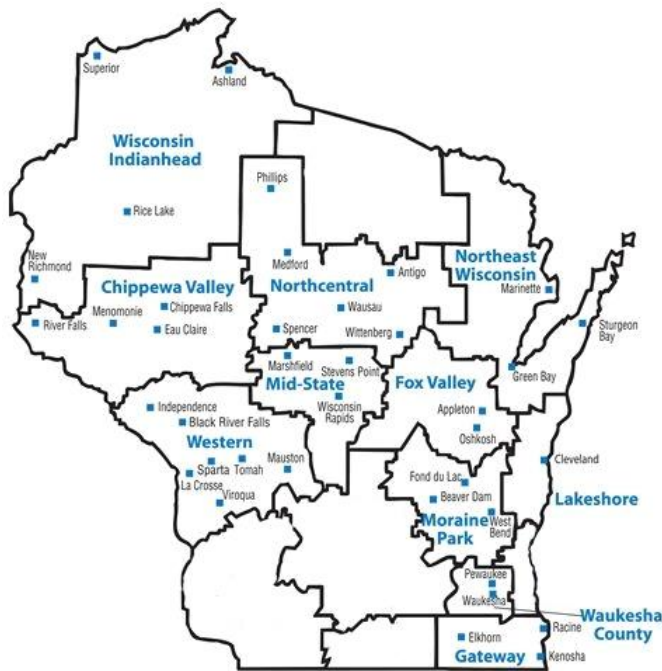 Superior
Ashland
Wisconsin
Indianhead
Phillips
Rice Lake
New
Richmond
Medford
Antigo
Northeast
Wisconsin
Marinette
Chippewa Valley
Northcentral
Menomonie
Chippewa Falls
Wausau
River Falls
Eau Claire
Spencer
Wittenberg
Sturgeon
Bay
Marshfield
Stevens Point
Green Bay
Mid-State
Fox Valley
Independence
Wisconsin
Rapids
Appleton
Black River Falls
Oshkosh
Western
Mauston
Sparta
Tomah
Cleveland
La Crosse
Fond du Lac
Viroqua
Beaver Dam
Lakeshore
Moraine
Park
West
Bend
Pewaukee
Waukesha
Waukesha
County
Racine
Elkhorn
Gateway
Kenosha